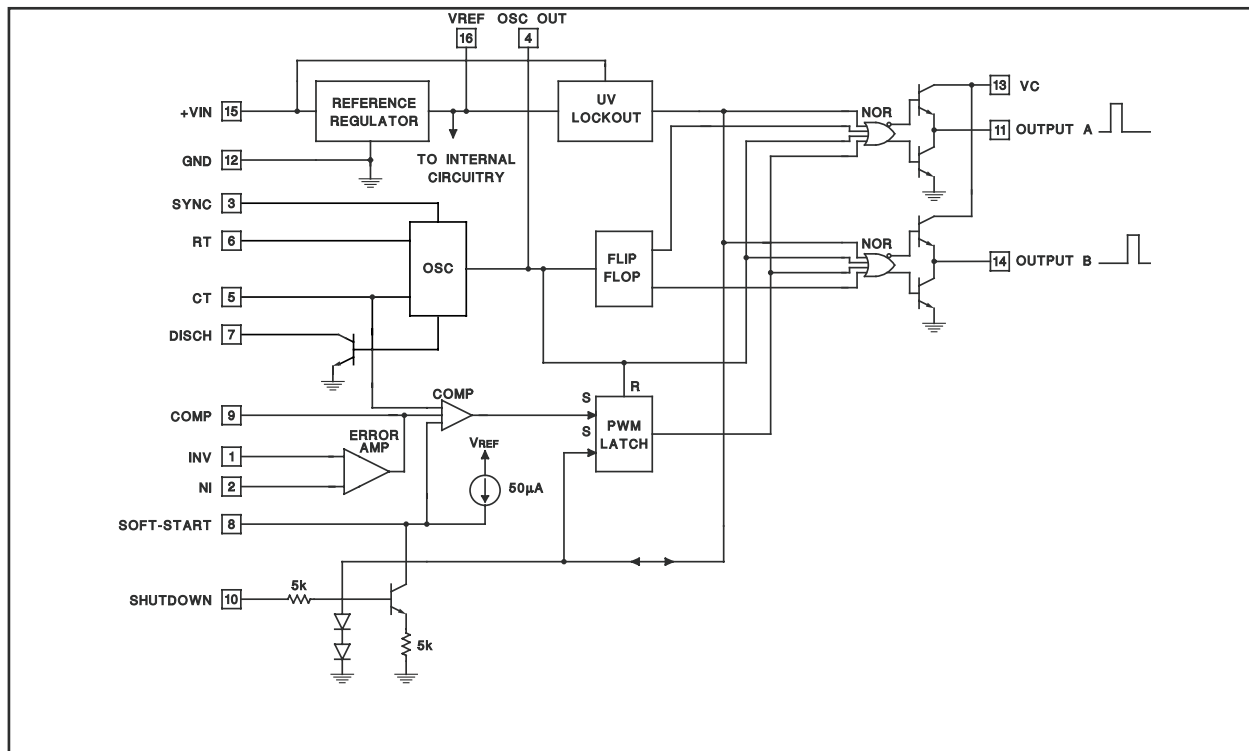 VREF OSC OUT
16 4
+VIN 15
REFERENCE
REGULATOR
UV
LOCKOUT
13 VC
NOR
11 OUTPUT A
GND 12
TO INTERNAL
CIRCUITRY
SYNC 3
RT 6
OSC
FLIP
FLOP
NOR
14 OUTPUT B
CT 5
DISCH 7
COMP
S
R
COMP 9
S
PWM
LATCH
ERROR
AMP
INV 1
VREF
NI 2
50µA
SOFT-START 8
5k
SHUTDOWN 10
5k